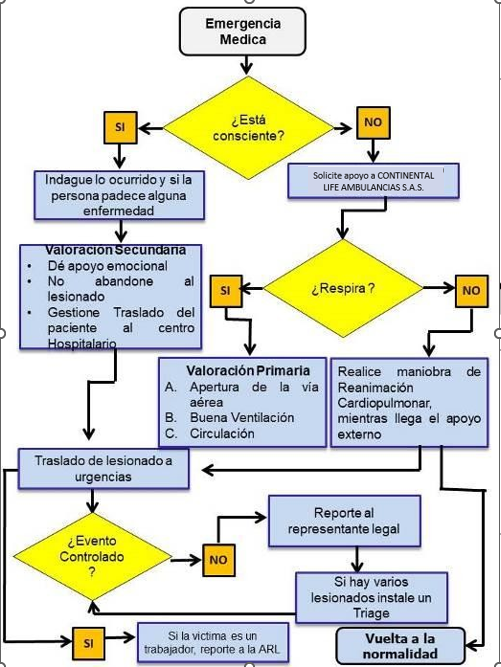 Emergencia
Medica
¿Está
consciente?
SI
NO
Indague lo ocurrido y si la
persona padece alguna
enfermedad
Solicite apoyo a CONTINENTAL
LIFE AMBULANCIAS S.A.S.
Valoración Secundaria
• Dé apoyo emocional
• No abandone al
lesionado
• Gestione Traslado del
paciente al centro
Hospitalario
¿Respira ?
SI
NO
Valoración Primaria
A. Apertura de la vía
aérea
B. Buena Ventilación
C. Circulación
Realice maniobra de
Reanimación
Cardiopulmonar,
mientras llega el apoyo
externo
Traslado de lesionado a
urgencias
¿Evento
Controlado
?
NO
Reporte al
representante legal
Si hay varios
lesionados instale un
Triage
SI
Si la victima es un
trabajador, reporte a la ARL
Vuelta a la
normalidad